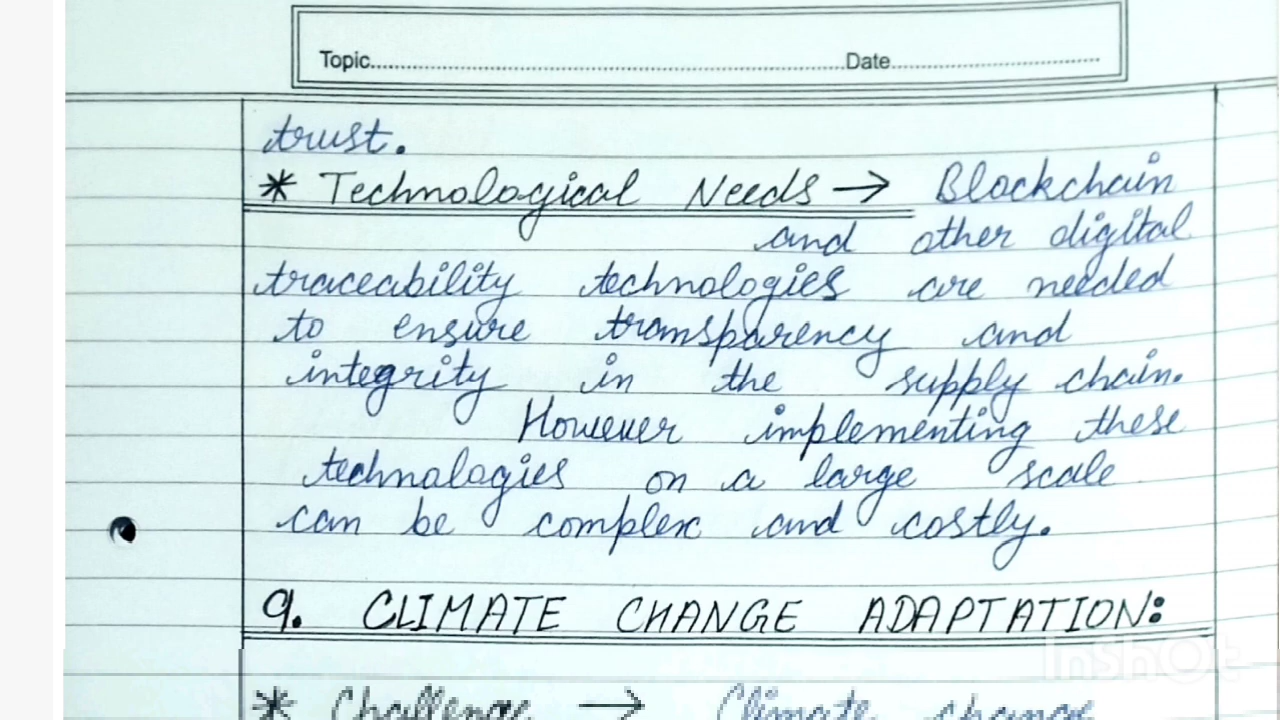 Topic..........Date..........
trust.
* Technological Needs → Blockchain
and other digital
traceability technologies are needed
to ensure transparency and
integrity in the supply chain.
However implementing these
technologies on a large scale
can be complex and costly.
9. CLIMATE CHANGE ADAPTATION:
InShOt
* Challenge → Climate change